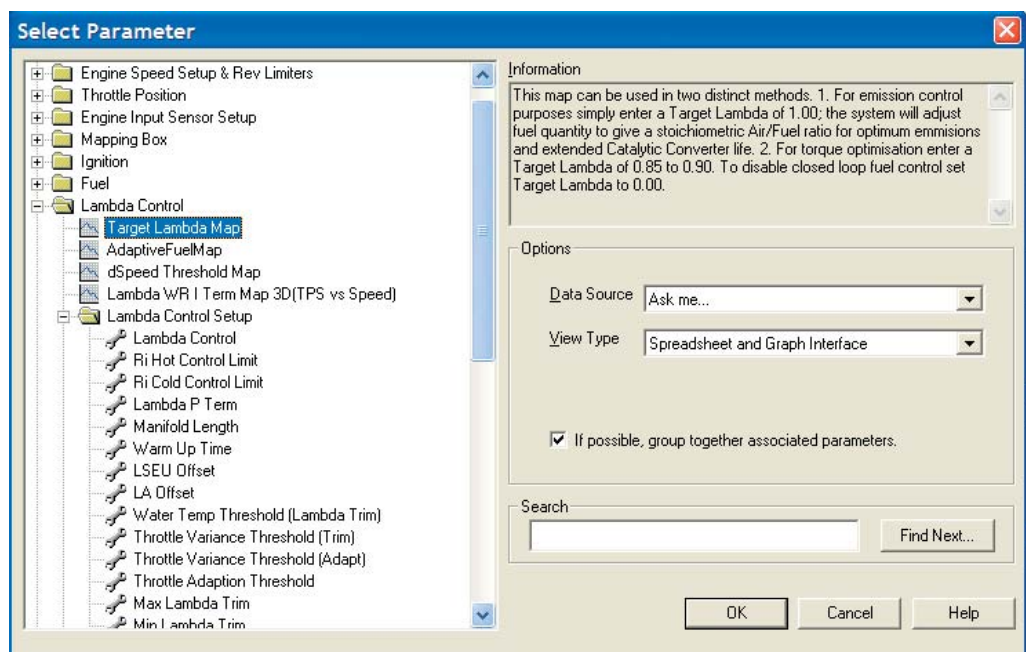 Select Parameter
Engine Speed Setup & Rev Limiters
Throttle Position
Engine Input Sensor Setup
Mapping Box
Ignition
Fuel
Lambda Control
Target Lambda Map
AdaptiveFuelMap
dSpeed Threshold Map
Lambda WR I Term Map 3D(TPS vs Speed)
Lambda Control Setup
Lambda Control
Ri Hot Control Limit
Ri Cold Control Limit
Lambda P Term
Manifold Length
Warm Up Time
LSEU Offset
LA Offset
Water Temp Threshold (Lambda Trim)
Throttle Variance Threshold (Trim)
Throttle Variance Threshold (Adapt)
Throttle Adaption Threshold
Max Lambda Trim
Min Lambda Trim
Information
This map can be used in two distinct methods. 1. For emission control
purposes simply enter a Target Lambda of 1.00; the system will adjust
fuel quantity to give a stoichiometric Air/Fuel ratio for optimum emmisions
and extended Catalytic Converter life. 2. For torque optimisation enter a
Target Lambda of 0.85 to 0.90. To disable closed loop fuel control set
Target Lambda to 0.00.
Options
Data Source Ask me...
View Type Spreadsheet and Graph Interface
If possible, group together associated parameters.
Search
Find Next...
OK Cancel Help